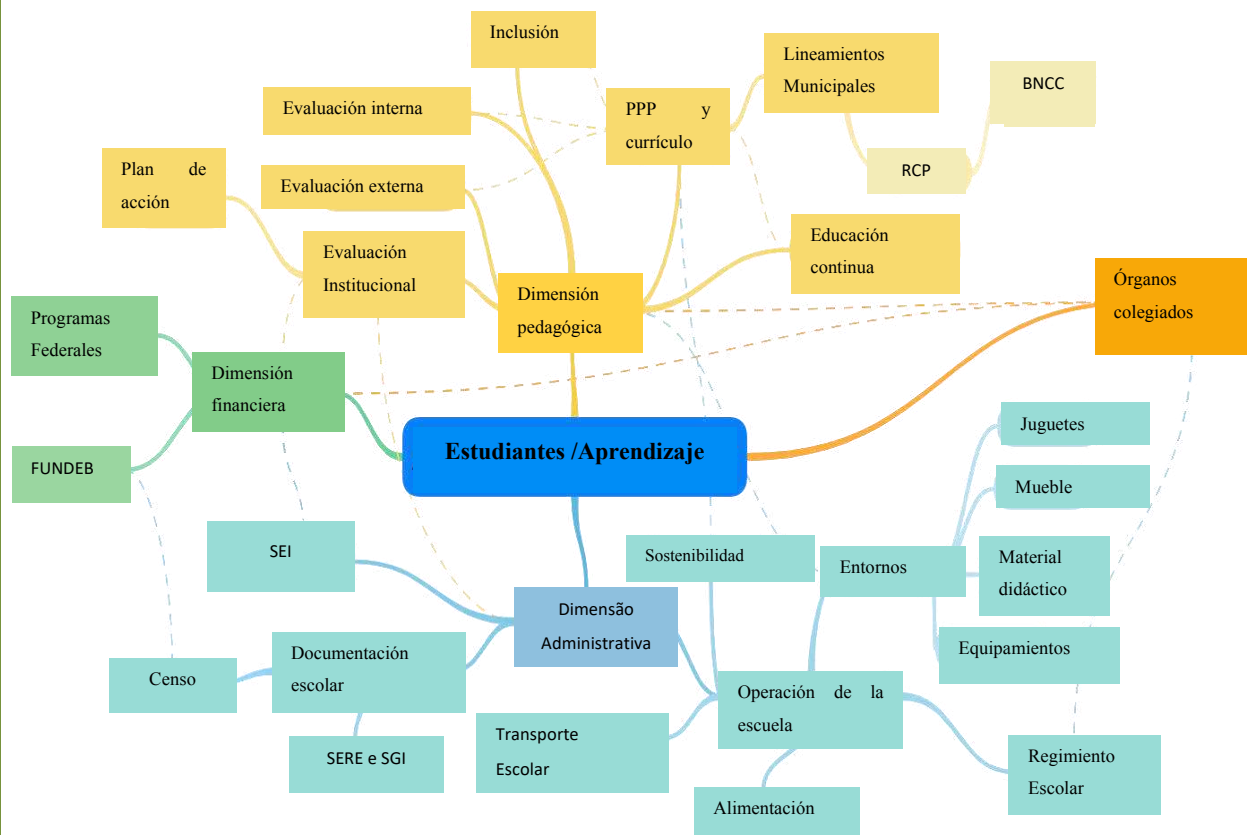 Inclusión
Lineamientos
Municipales
BNCC
Evaluación interna
PPP y
currículo
Plan de
acción
RCP
Evaluación externa
Evaluación
Institucional
Educación
continua
Dimensión
pedagógica
Órganos
colegiados
Programas
Federales
Dimensión
financiera
Juguetes
Estudiantes /Aprendizaje
FUNDEB
Mueble
SEI
Sostenibilidad
Entornos
Material
didáctico
Dimensão
Administrativa
Documentación
escolar
Equipamientos
Censo
Operación de la
escuela
Transporte
Escolar
SERE e SGI
Regimiento
Escolar
Alimentación